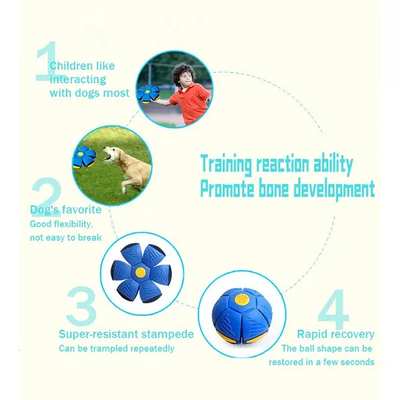 1
Children like
interacting
with dogs most
Training reaction ability
Promote bone development
2
Dog's favorite
Good flexibility,
not easy to break
3
Super-resistant stampede
Can be trampled repeatedly
4
Rapid recovery
The ball shape can be
restored in a few seconds